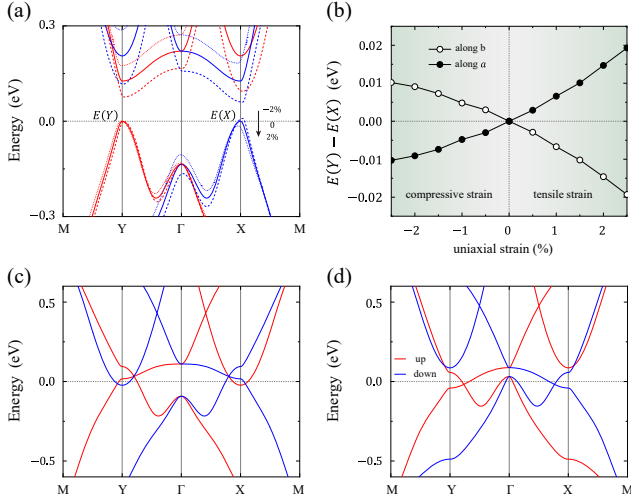 (a)
0.3
0.0
−0.3
Energy (eV)
E(Y)
E(X)
−2%
0
2%
M Y Γ X M
(b)
0.02
0.01
0.00
−0.01
−0.02
E(Y) − E(X) (eV)
along b
along a
compressive strain
tensile strain
−2 −1 0 1 2
uniaxial strain (%)
(c)
0.5
0.0
−0.5
Energy (eV)
M Y Γ X M
(d)
0.5
0.0
−0.5
Energy (eV)
up
down
M Y Γ X M